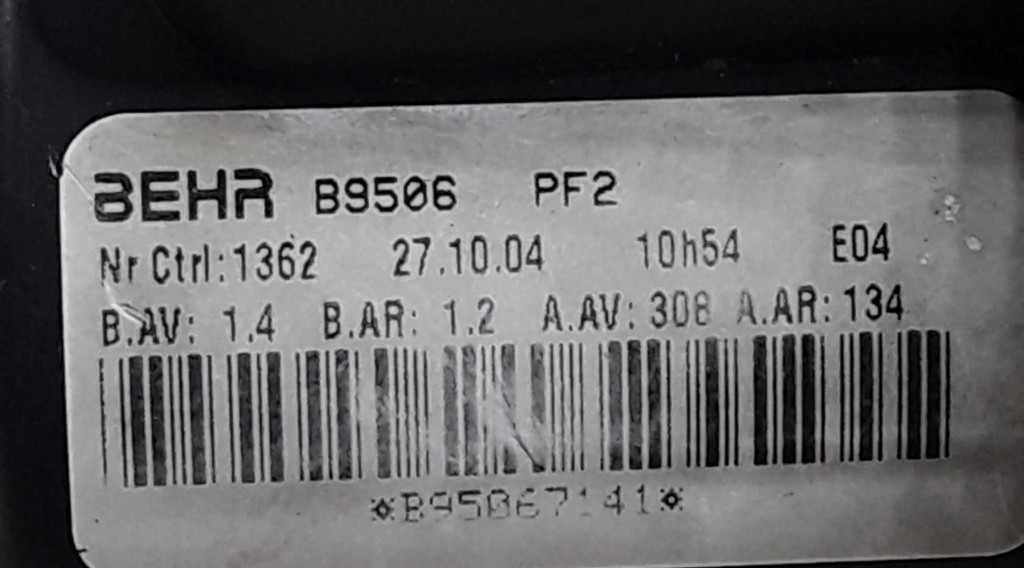 BEHR B9506 PF2
Nr Ctrl:1362 27.10.04 10h54 E04
B.AV: 1.4 B.AR: 1.2 A.AV: 308 A.AR: 134
*B95067141*